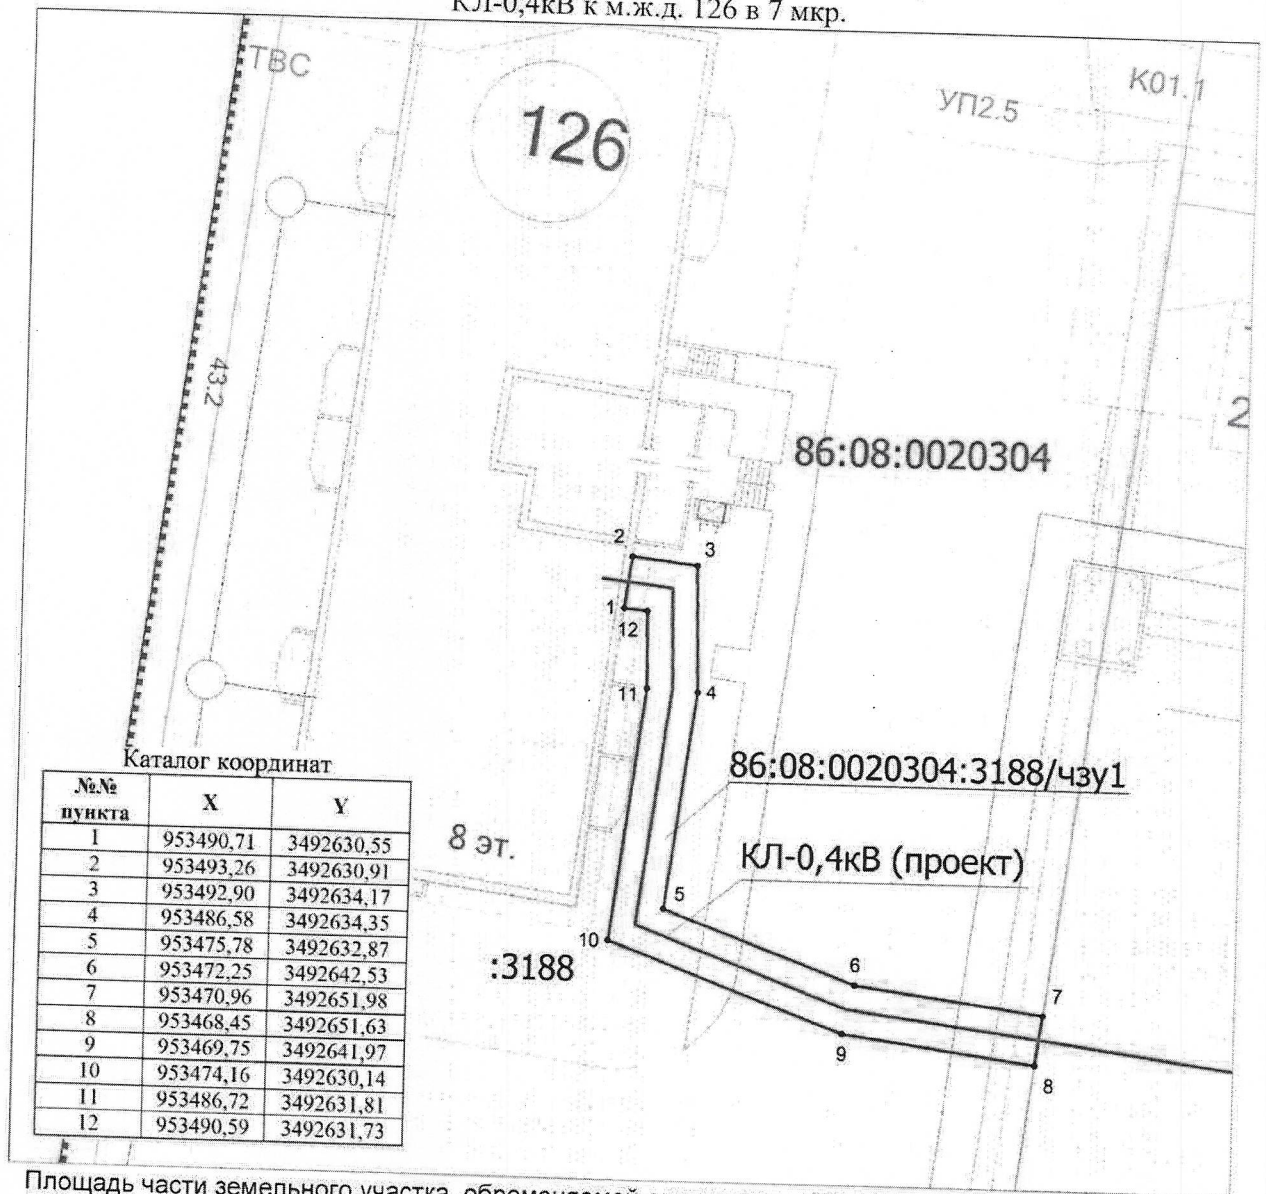 КЛ-0,4кВ к м.ж.д. 126 в 7 мкр.
ТВС
126
УП2.5
К01.1
43.2
2
86:08:0020304
2
3
1
12
11
4
86:08:0020304:3188/чзу1
8 эт.
КЛ-0,4кВ (проект)
5
10
:3188
6
7
9
8
Каталог координат
№№ пункта X Y
1 953490,71 3492630,55
2 953493,26 3492630,91
3 953492,90 3492634,17
4 953486,58 3492634,35
5 953475,78 3492632,87
6 953472,25 3492642,53
7 953470,96 3492651,98
8 953468,45 3492651,63
9 953469,75 3492641,97
10 953474,16 3492630,14
11 953486,72 3492631,81
12 953490,59 3492631,73
Площадь части земельного участка, обременяемой